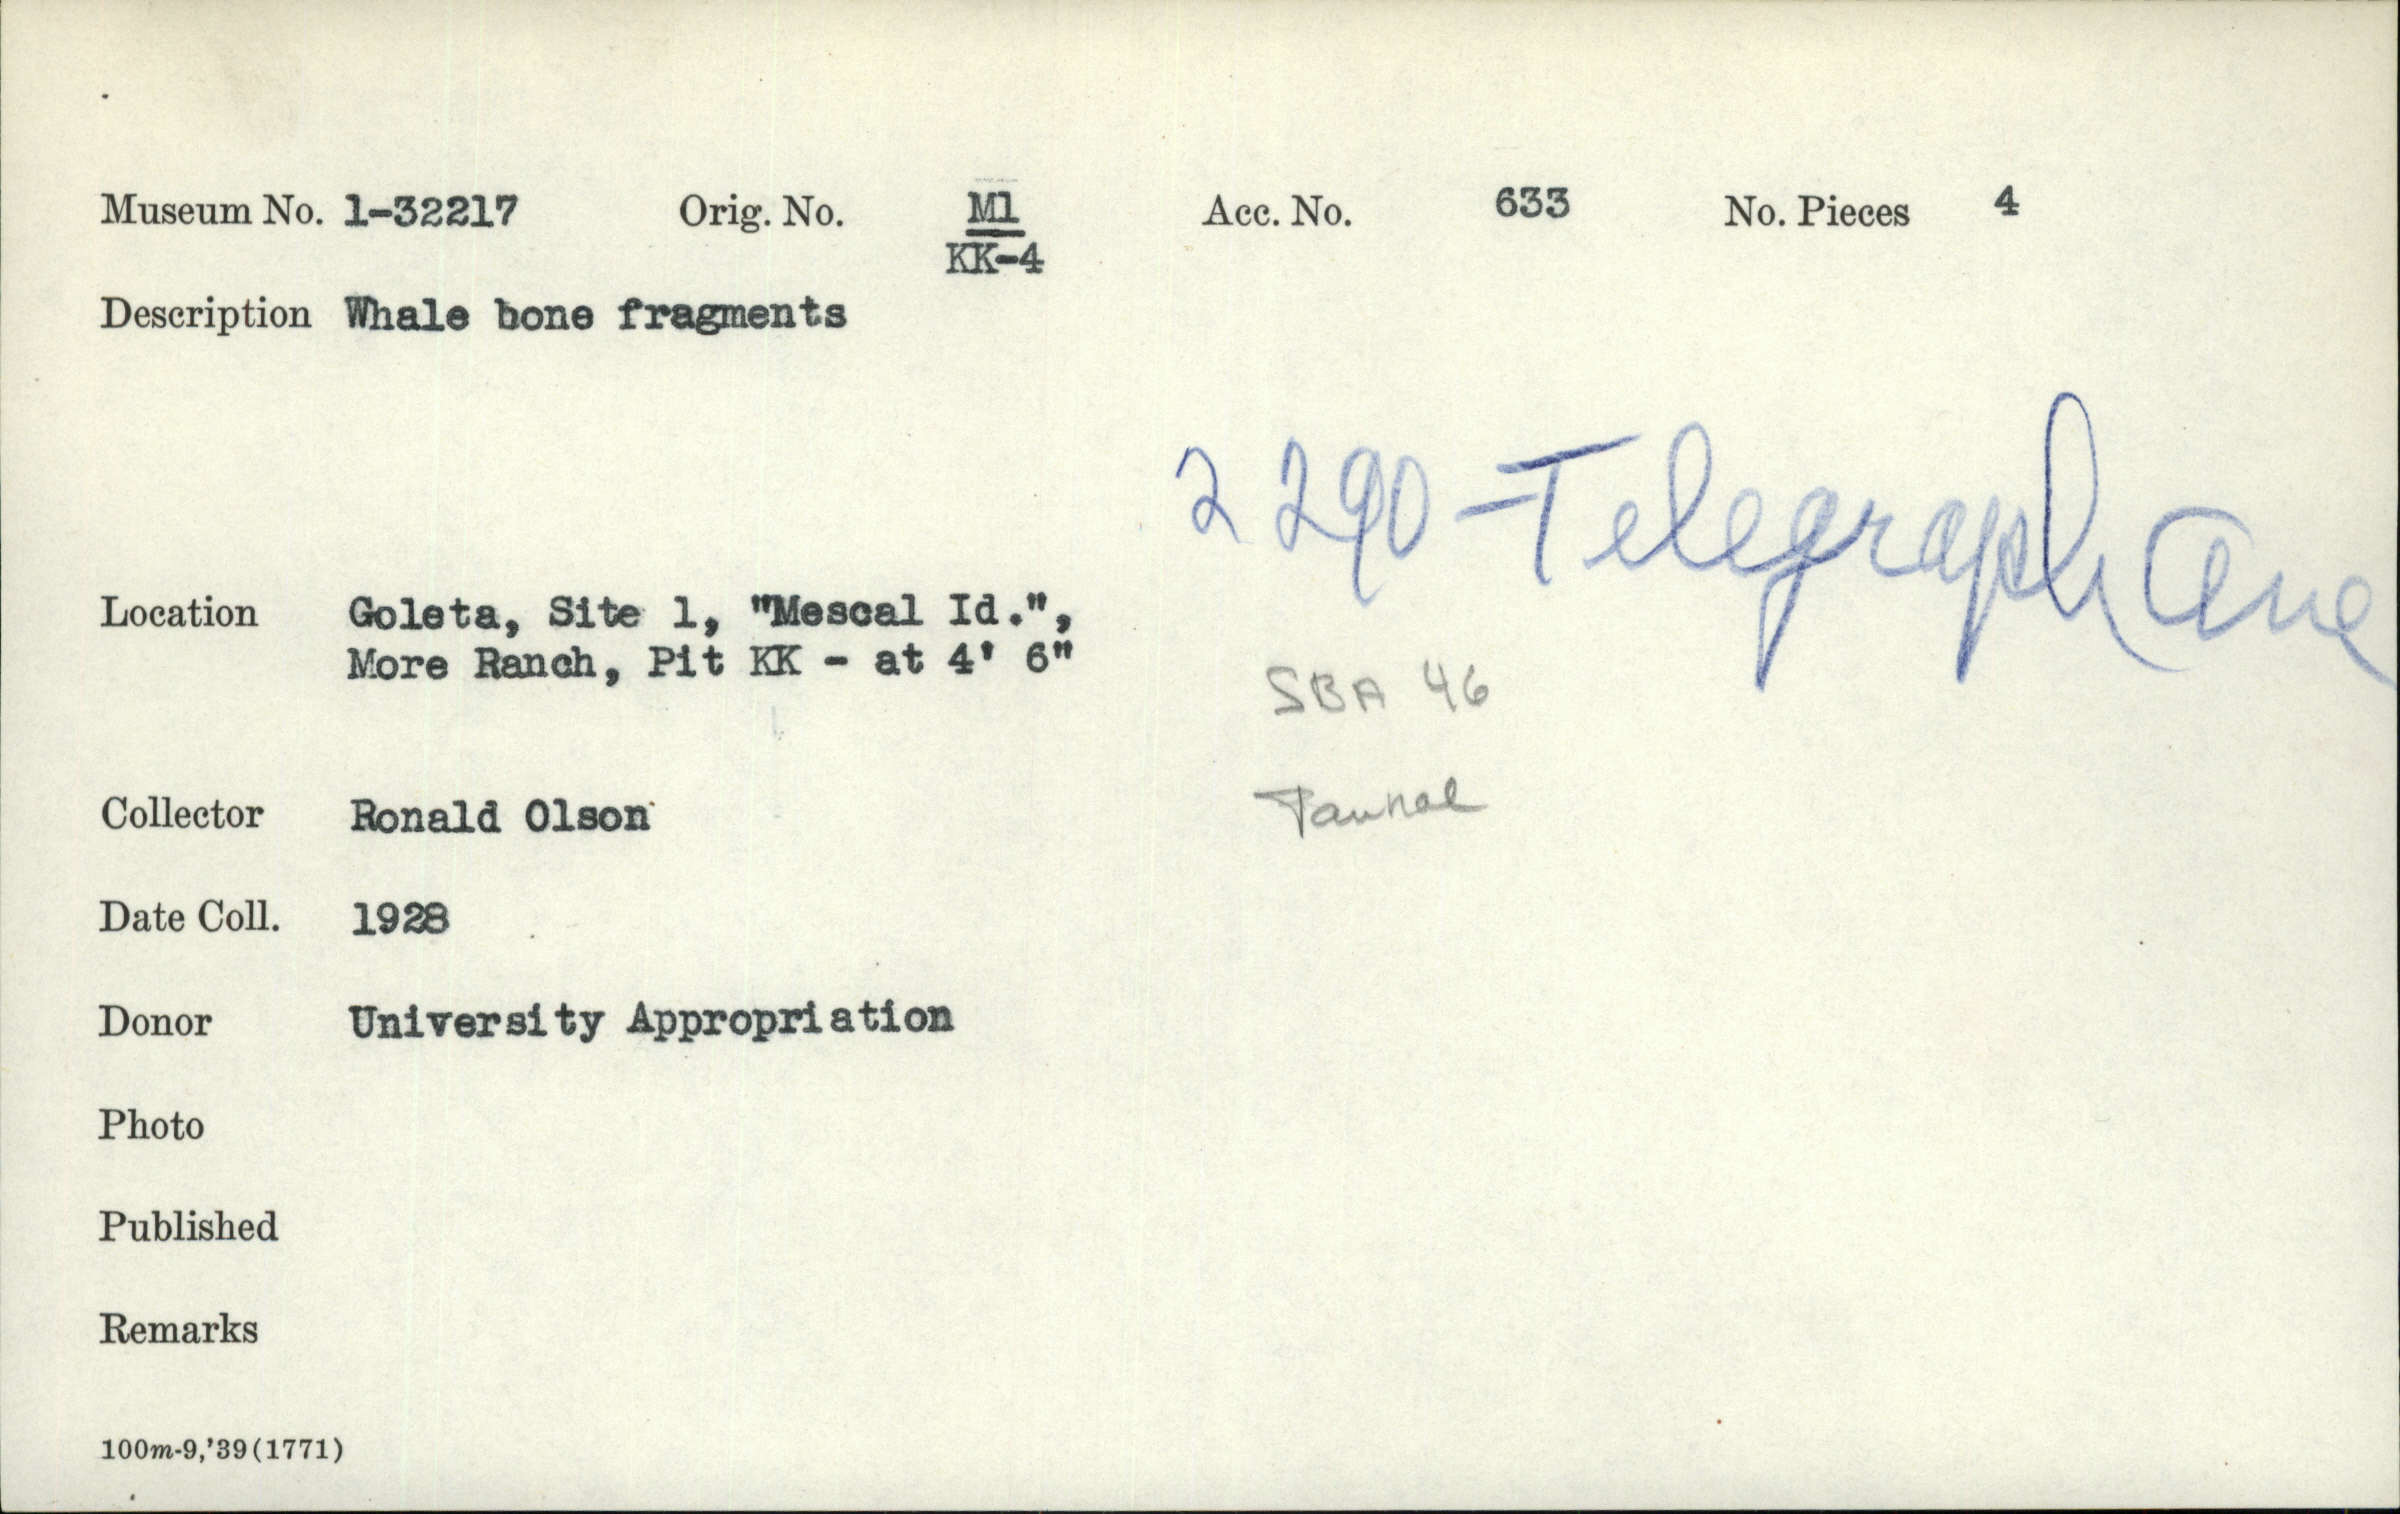 Museum No. 1-32217 Orig. No. M1 Acc. No. 633 No. Pieces 4
KK-4
Description Whale bone fragments
2290-Telegraph Ave
Location Goleta, Site 1, "Mescal Id.",
More Ranch, Pit KK - at 4' 6"
SBA 46
Collector Ronald Olson
Date Coll. 1928
Donor University Appropriation
Photo
Published
Remarks
100m-9,'39(1771)